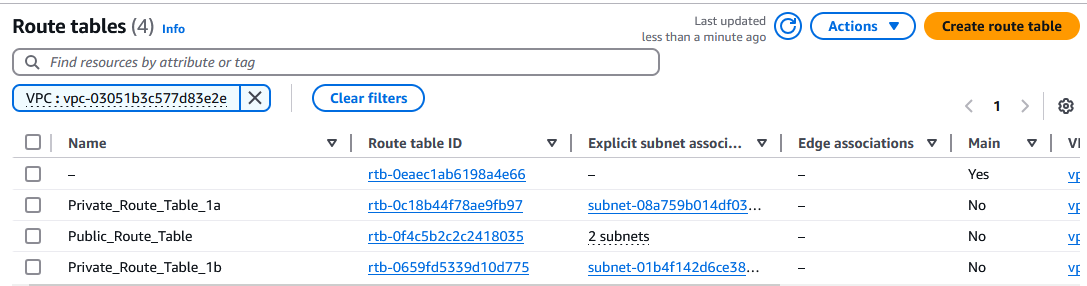 Route tables (4) Info
Last updated
less than a minute ago
Actions
Create route table
Find resources by attribute or tag
VPC : vpc-03051b3c577d83e2e
Clear filters
1
Name Route table ID Explicit subnet associ... Edge associations Main VP
– rtb-0eaec1ab6198a4e66 – – Yes vp
Private_Route_Table_1a rtb-0c18b44f78ae9fb97 subnet-08a759b014df03... – No vp
Public_Route_Table rtb-0f4c5b2c2c2418035 2 subnets – No vp
Private_Route_Table_1b rtb-0659fd5339d10d775 subnet-01b4f142d6ce38... – No vp